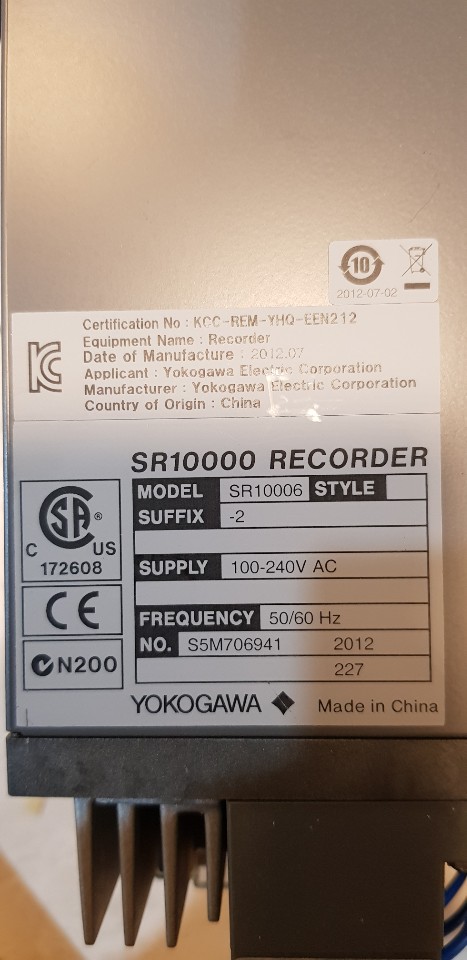 10
2012-07-02
Certification No : KCC-REM-YHQ-EEN212
Equipment Name : Recorder
Date of Manufacture : 2012.07
Applicant : Yokogawa Electric Corporation
Manufacturer : Yokogawa Electric Corporation
Country of Origin : China
SR10000 RECORDER
MODEL SR10006 STYLE
SUFFIX -2
SUPPLY 100-240V AC
FREQUENCY 50/60 Hz
NO. S5M706941 2012
227
SA ®
C US
172608
CE
N200
YOKOGAWA Made in China